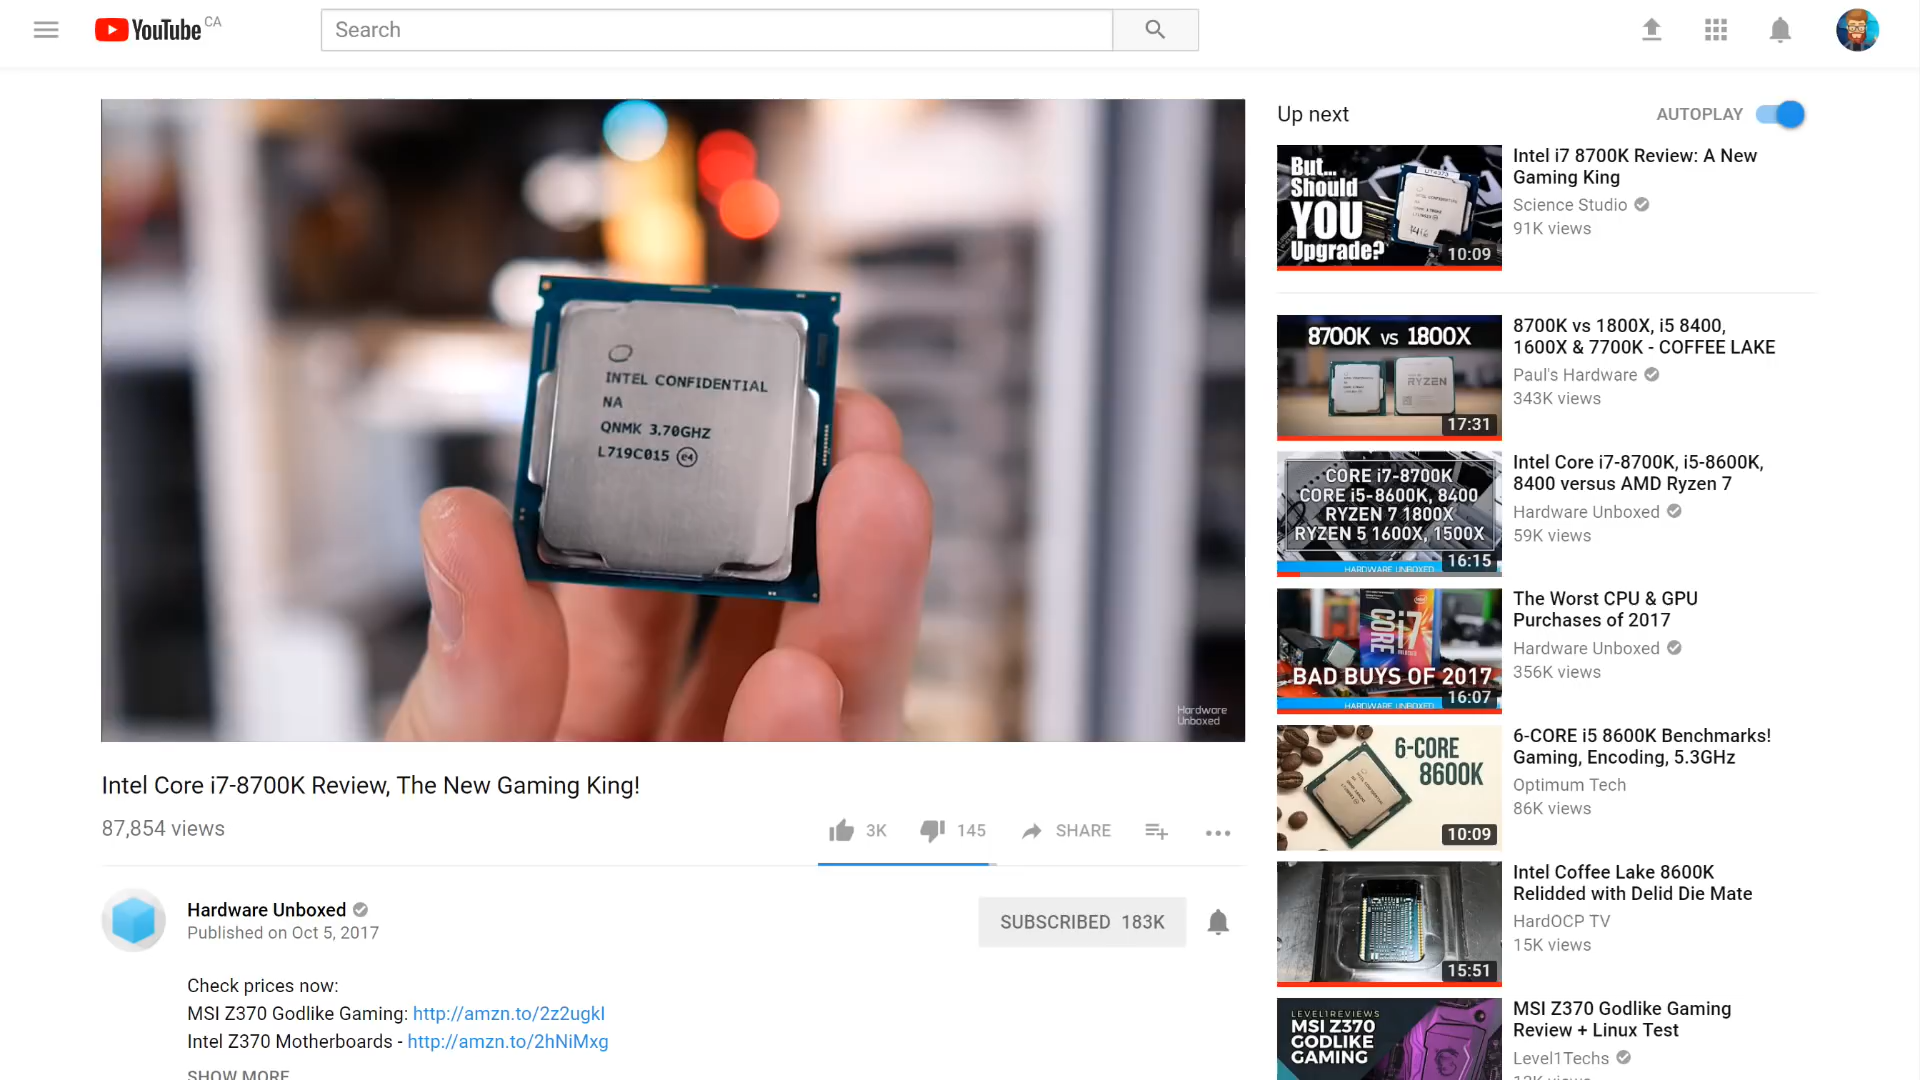 YouTube CA
Search
INTEL CONFIDENTIAL
NA
QNMK 3.70GHZ
L719C015 e4
Hardware
Unboxed
Intel Core i7-8700K Review, The New Gaming King!
87,854 views
3K 145 SHARE
Hardware Unboxed
Published on Oct 5, 2017
SUBSCRIBED 183K
Check prices now:
MSI Z370 Godlike Gaming: http://amzn.to/2z2ugkI
Intel Z370 Motherboards - http://amzn.to/2hNiMxg
SHOW MORE
Up next
AUTOPLAY
But...
Should
YOU
Upgrade?
10:09
Intel i7 8700K Review: A New
Gaming King
Science Studio
91K views
8700K vs 1800X
RYZEN
17:31
8700K vs 1800X, i5 8400,
1600X & 7700K - COFFEE LAKE
Paul's Hardware
343K views
CORE i7-8700K
CORE i5-8600K, 8400
RYZEN 7 1800X
RYZEN 5 1600X, 1500X
HARDWARE UNBOXED
16:15
Intel Core i7-8700K, i5-8600K,
8400 versus AMD Ryzen 7
Hardware Unboxed
59K views
CORE i7
BAD BUYS OF 2017
HARDWARE UNBOXED
16:07
The Worst CPU & GPU
Purchases of 2017
Hardware Unboxed
356K views
6-CORE
8600K
10:09
6-CORE i5 8600K Benchmarks!
Gaming, Encoding, 5.3GHz
Optimum Tech
86K views
15:51
Intel Coffee Lake 8600K
Relidded with Delid Die Mate
HardOCP TV
15K views
LEVEL1REVIEWS
MSI Z370
GODLIKE
GAMING
MSI Z370 Godlike Gaming
Review + Linux Test
Level1Techs